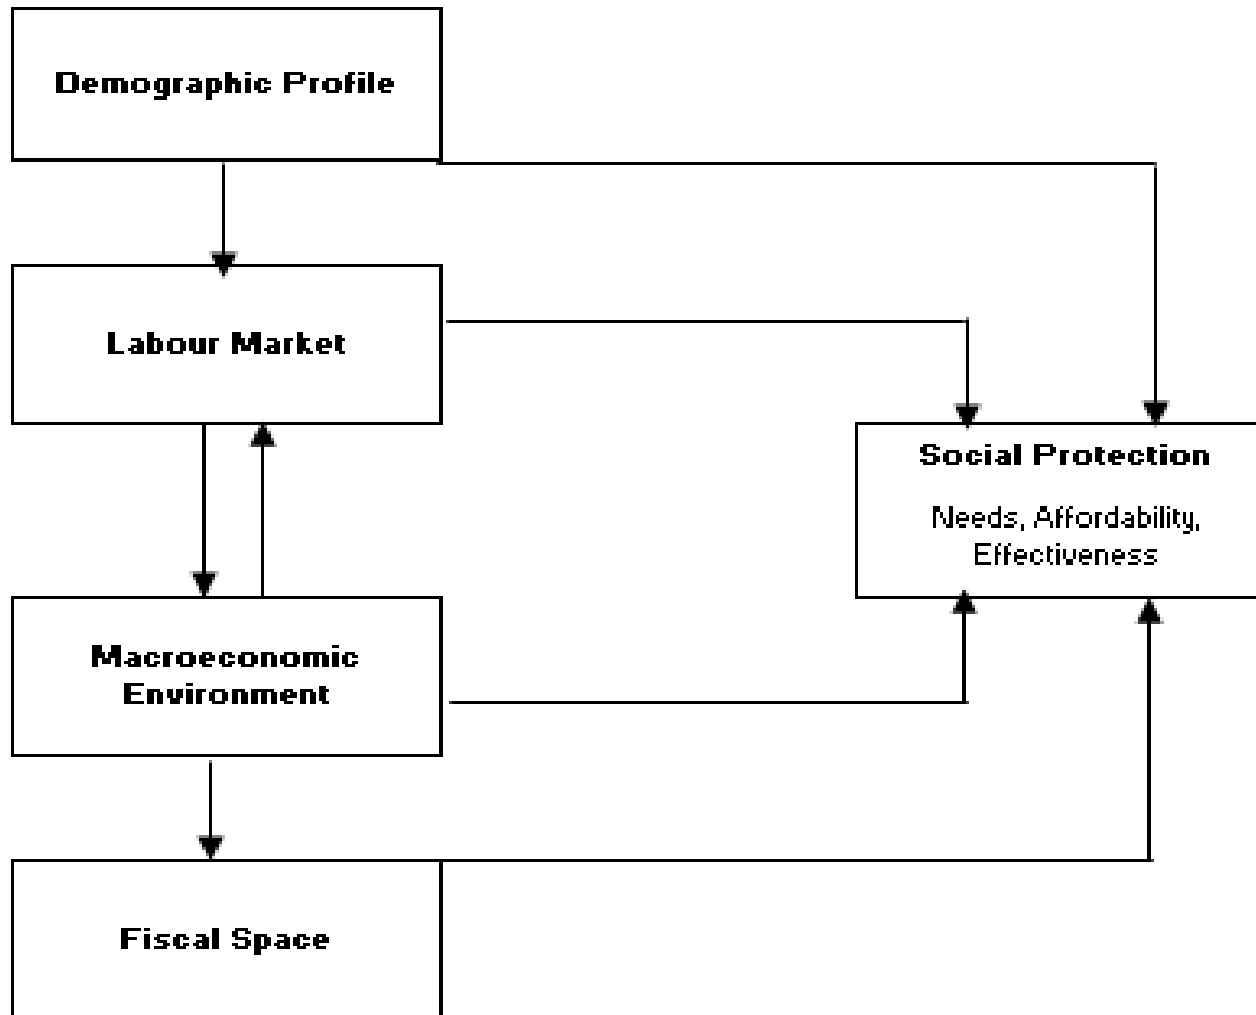 Demographic Profile
Labour Market
Social Protection
Needs, Affordability,
Effectiveness
Macroeconomic
Environment
Fiscal Space